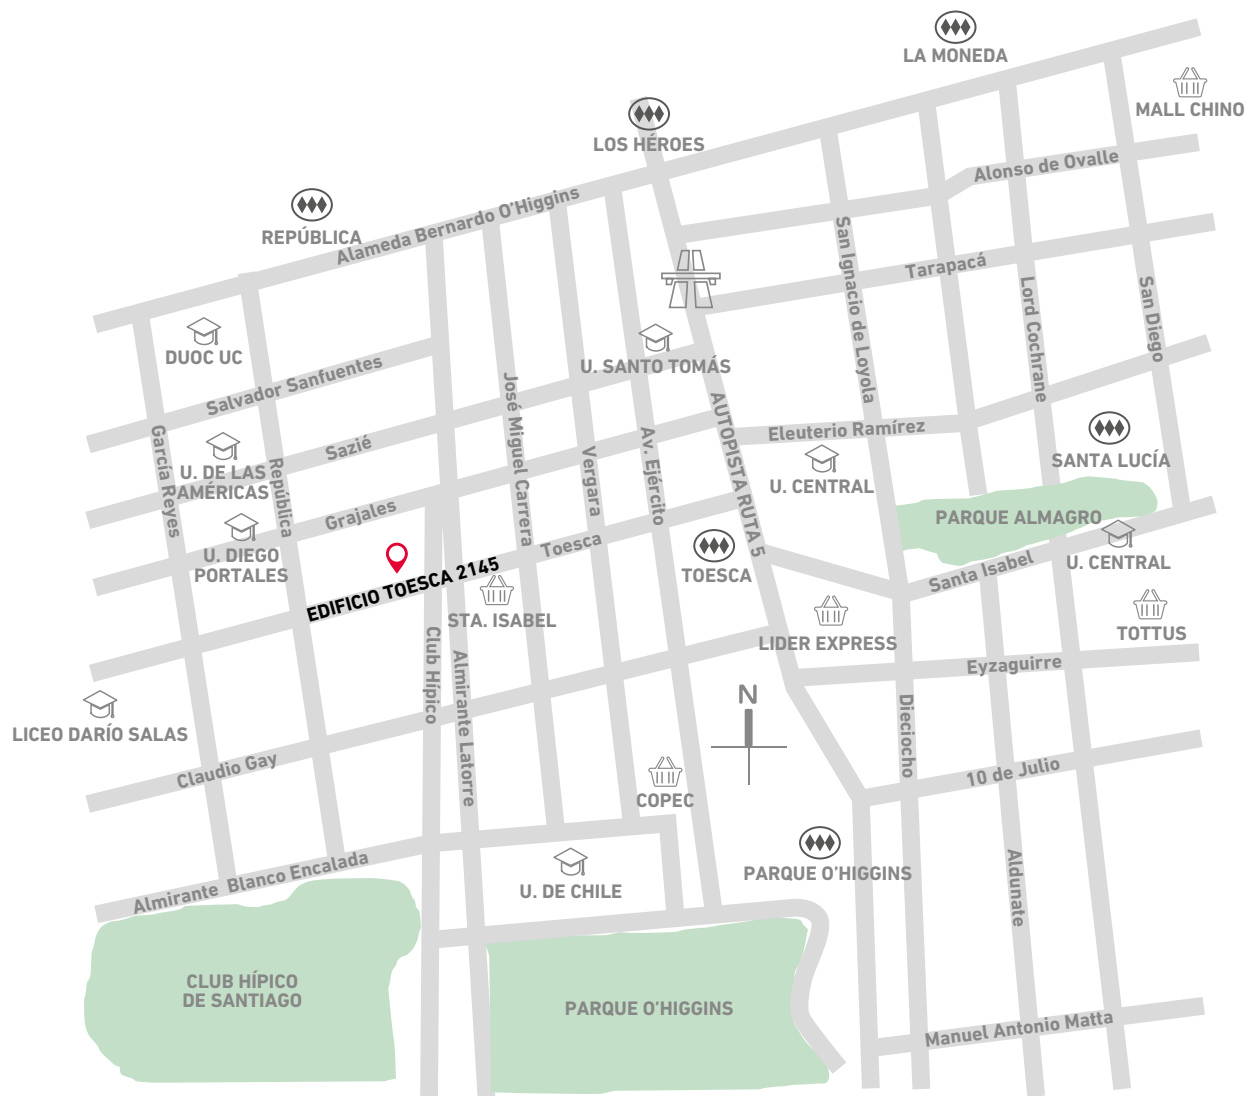 LA MONEDA
MALL CHINO
LOS HÉROES
Alonso de Ovalle
REPÚBLICA
Alameda Bernardo O'Higgins
San Ignacio de Loyola
Tarapacá
Lord Cochrane
San Diego
DUOC UC
U. SANTO TOMÁS
Salvador Sanfuentes
José Miguel Carrera
AUTOPISTA RUTA 5
García Reyes
Sazié
Av. Ejército
Eleuterio Ramírez
SANTA LUCÍA
U. DE LAS
AMÉRICAS
República
Vergara
U. CENTRAL
Grajales
PARQUE ALMAGRO
U. DIEGO
PORTALES
Toesca
TOESCA
Santa Isabel
U. CENTRAL
EDIFICIO TOESCA 2145
STA. ISABEL
LIDER EXPRESS
TOTTUS
Club Hípico
Almirante Latorre
Eyzaguirre
N
LICEO DARÍO SALAS
Dieciocho
Claudio Gay
10 de Julio
COPEC
PARQUE O'HIGGINS
Aldunate
Almirante Blanco Encalada
U. DE CHILE
CLUB HÍPICO
DE SANTIAGO
PARQUE O'HIGGINS
Manuel Antonio Matta